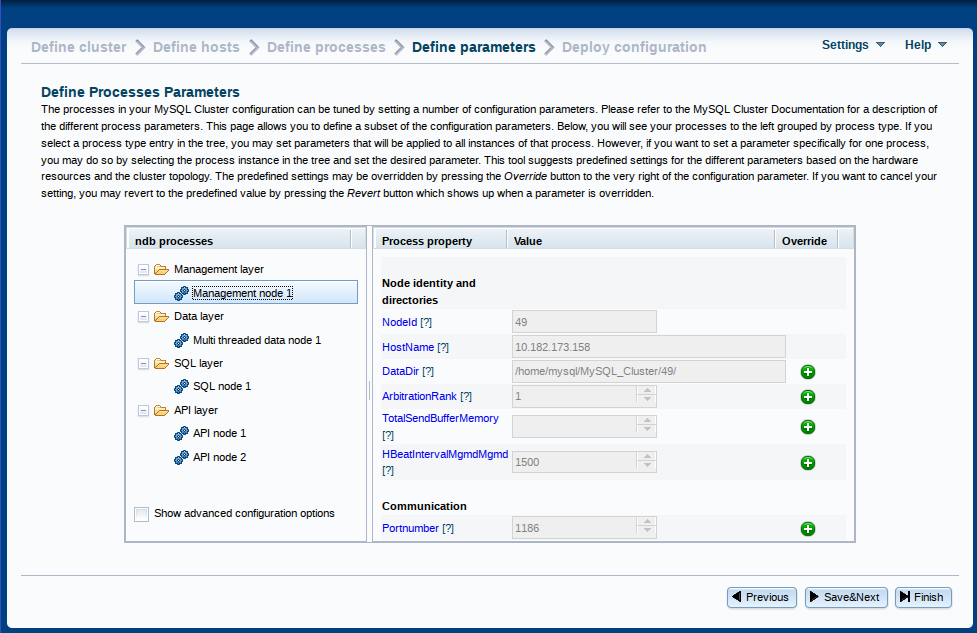 Define cluster Define hosts Define processes Define parameters Deploy configuration Settings Help
Define Processes Parameters
The processes in your MySQL Cluster configuration can be tuned by setting a number of configuration parameters. Please refer to the MySQL Cluster Documentation for a description of
the different process parameters. This page allows you to define a subset of the configuration parameters. Below, you will see your processes to the left grouped by process type. If you
select a process type entry in the tree, you may set parameters that will be applied to all instances of that process. However, if you want to set a parameter specifically for one process,
you may do so by selecting the process instance in the tree and set the desired parameter. This tool suggests predefined settings for the different parameters based on the hardware
resources and the cluster topology. The predefined settings may be overridden by pressing the Override button to the very right of the configuration parameter. If you want to cancel your
setting, you may revert to the predefined value by pressing the Revert button which shows up when a parameter is overridden.
ndb processes
Management layer
Management node 1
Data layer
Multi threaded data node 1
SQL layer
SQL node 1
API layer
API node 1
API node 2
Show advanced configuration options
Process property Value Override
Node identity and
directories
NodeId [?] 49
HostName [?] 10.182.173.158
DataDir [?] /home/mysql/MySQL_Cluster/49/
ArbitrationRank [?] 1
TotalSendBufferMemory
[?]
HBeatIntervalMgmdMgmd
[?] 1500
Communication
Portnumber [?] 1186
Previous Save&Next Finish